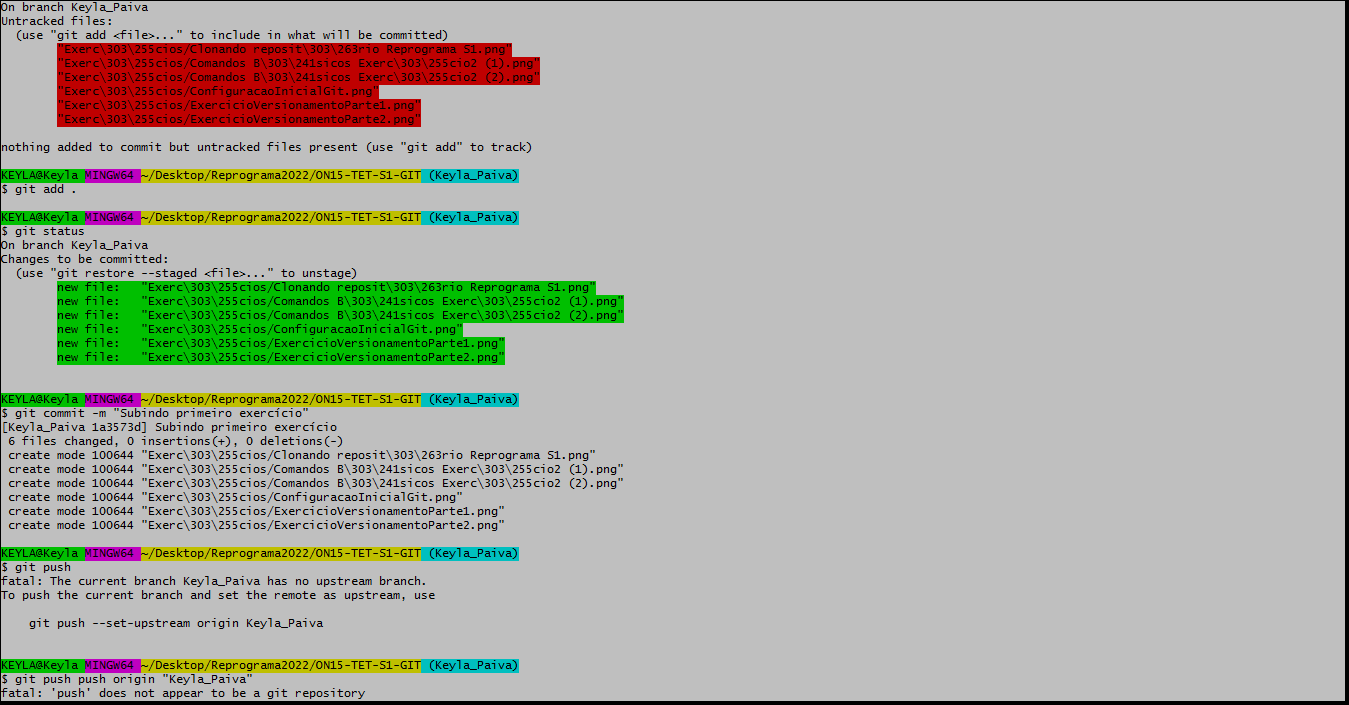 On branch Keyla_Paiva
Untracked files:
  (use "git add <file>..." to include in what will be committed)
        "Exerc\303\255cios/Clonando reposit\303\263rio Reprograma S1.png"
        "Exerc\303\255cios/Comandos B\303\241sicos Exerc\303\255cio2 (1).png"
        "Exerc\303\255cios/Comandos B\303\241sicos Exerc\303\255cio2 (2).png"
        "Exerc\303\255cios/ConfiguracaoInicialGit.png"
        "Exerc\303\255cios/ExercicioVersionamentoParte1.png"
        "Exerc\303\255cios/ExercicioVersionamentoParte2.png"
nothing added to commit but untracked files present (use "git add" to track)
KEYLA@Keyla MINGW64 ~/Desktop/Reprograma2022/ON15-TET-S1-GIT (Keyla_Paiva)
$ git add .
KEYLA@Keyla MINGW64 ~/Desktop/Reprograma2022/ON15-TET-S1-GIT (Keyla_Paiva)
$ git status
On branch Keyla_Paiva
Changes to be committed:
  (use "git restore --staged <file>..." to unstage)
        new file:   "Exerc\303\255cios/Clonando reposit\303\263rio Reprograma S1.png"
        new file:   "Exerc\303\255cios/Comandos B\303\241sicos Exerc\303\255cio2 (1).png"
        new file:   "Exerc\303\255cios/Comandos B\303\241sicos Exerc\303\255cio2 (2).png"
        new file:   "Exerc\303\255cios/ConfiguracaoInicialGit.png"
        new file:   "Exerc\303\255cios/ExercicioVersionamentoParte1.png"
        new file:   "Exerc\303\255cios/ExercicioVersionamentoParte2.png"
KEYLA@Keyla MINGW64 ~/Desktop/Reprograma2022/ON15-TET-S1-GIT (Keyla_Paiva)
$ git commit -m "Subindo primeiro exercício"
[Keyla_Paiva 1a3573d] Subindo primeiro exercício
 6 files changed, 0 insertions(+), 0 deletions(-)
 create mode 100644 "Exerc\303\255cios/Clonando reposit\303\263rio Reprograma S1.png"
 create mode 100644 "Exerc\303\255cios/Comandos B\303\241sicos Exerc\303\255cio2 (1).png"
 create mode 100644 "Exerc\303\255cios/Comandos B\303\241sicos Exerc\303\255cio2 (2).png"
 create mode 100644 "Exerc\303\255cios/ConfiguracaoInicialGit.png"
 create mode 100644 "Exerc\303\255cios/ExercicioVersionamentoParte1.png"
 create mode 100644 "Exerc\303\255cios/ExercicioVersionamentoParte2.png"
KEYLA@Keyla MINGW64 ~/Desktop/Reprograma2022/ON15-TET-S1-GIT (Keyla_Paiva)
$ git push
fatal: The current branch Keyla_Paiva has no upstream branch.
To push the current branch and set the remote as upstream, use
    git push --set-upstream origin Keyla_Paiva
KEYLA@Keyla MINGW64 ~/Desktop/Reprograma2022/ON15-TET-S1-GIT (Keyla_Paiva)
$ git push push origin "Keyla_Paiva"
fatal: 'push' does not appear to be a git repository